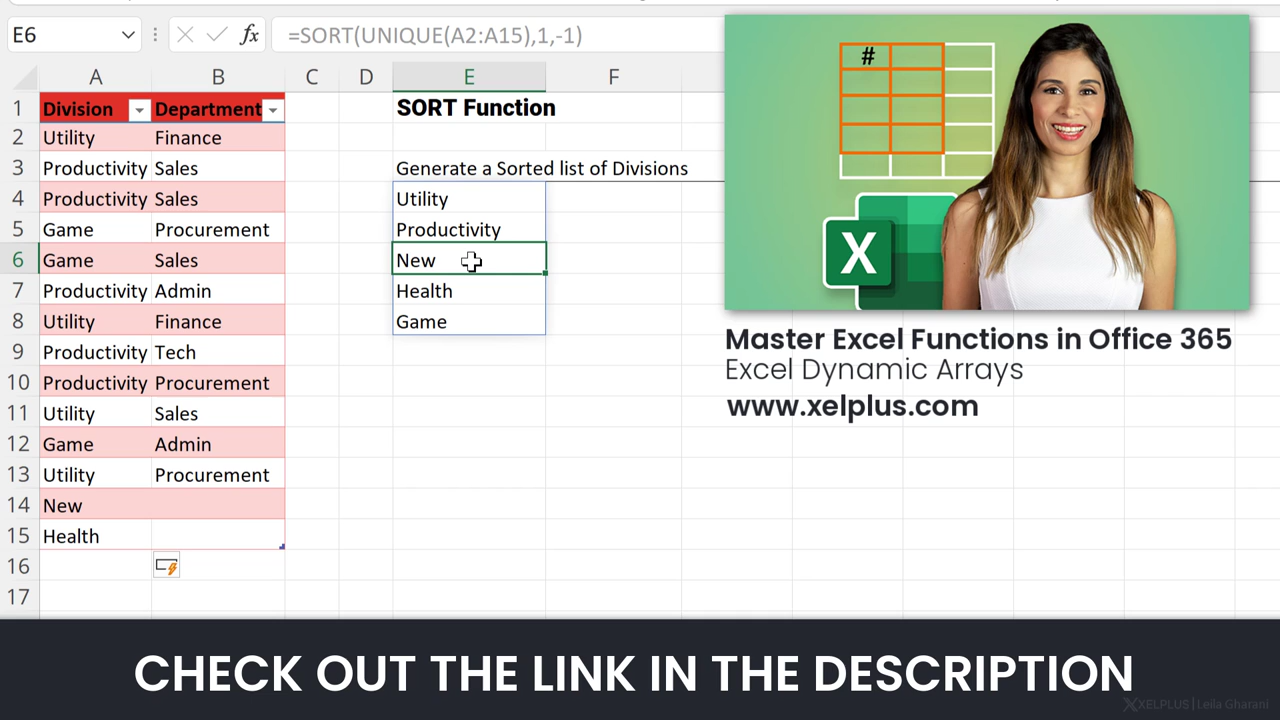 E6
fx
=SORT(UNIQUE(A2:A15),1,-1)
A B C D E F
1 Division Department SORT Function
2 Utility Finance
3 Productivity Sales Generate a Sorted list of Divisions
4 Productivity Sales Utility
5 Game Procurement Productivity
6 Game Sales New
7 Productivity Admin Health
8 Utility Finance Game
9 Productivity Tech
10 Productivity Procurement
11 Utility Sales
12 Game Admin
13 Utility Procurement
14 New
15 Health
16
17
#
X
Master Excel Functions in Office 365
Excel Dynamic Arrays
www.xelplus.com
CHECK OUT THE LINK IN THE DESCRIPTION
XELPLUS | Leila Gharani